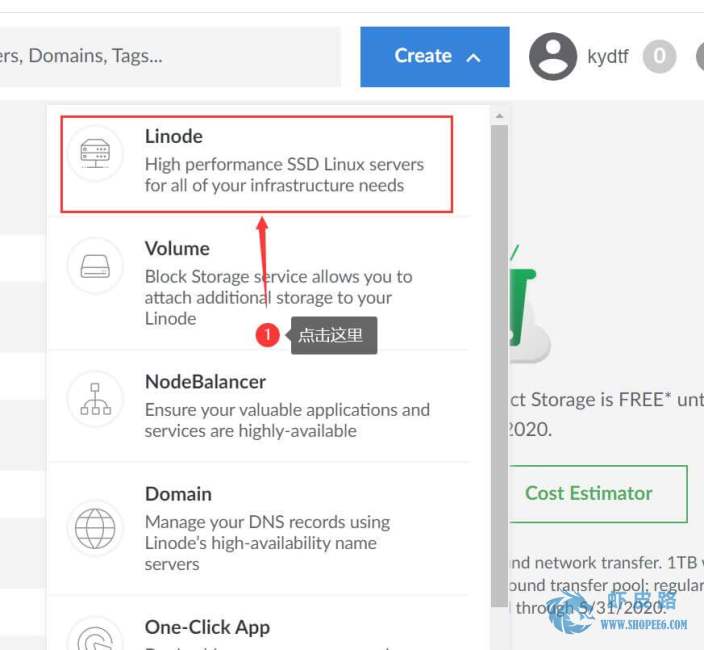 ers, Domains, Tags...
Create
kydtf
0
Linode
High performance SSD Linux servers
for all of your infrastructure needs
Volume
Block Storage service allows you to
attach additional storage to your
Linode
1
点击这里
NodeBalancer
Ensure your valuable applications and
services are highly-available
ct Storage is FREE* unt
2020.
Domain
Manage your DNS records using
Linode's high-availability name
servers
Cost Estimator
nd network transfer. 1TB
ound transfer pool; regular
through 5/31/2020.
虾皮路
WWW.SHOPEE6.COM
One-Click App